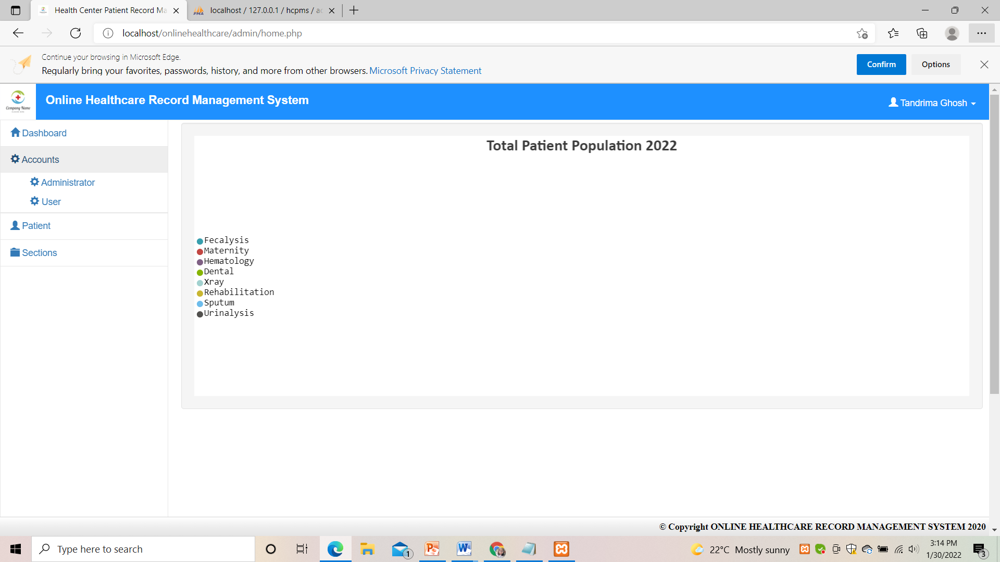 Health Center Patient Record Ma
localhost / 127.0.0.1 / hcpms / ac
localhost/onlinehealthcare/admin/home.php
Continue your browsing in Microsoft Edge.
Regularly bring your favorites, passwords, history, and more from other browsers. Microsoft Privacy Statement
Confirm
Options
Company Name
Online Healthcare Record Management System
Tandrima Ghosh
Dashboard
Accounts
Administrator
User
Patient
Sections
Total Patient Population 2022
Fecalysis
Maternity
Hematology
Dental
Xray
Rehabilitation
Sputum
Urinalysis
© Copyright ONLINE HEALTHCARE RECORD MANAGEMENT SYSTEM 2020
Type here to search
1
22°C Mostly sunny
3:14 PM
1/30/2022
3